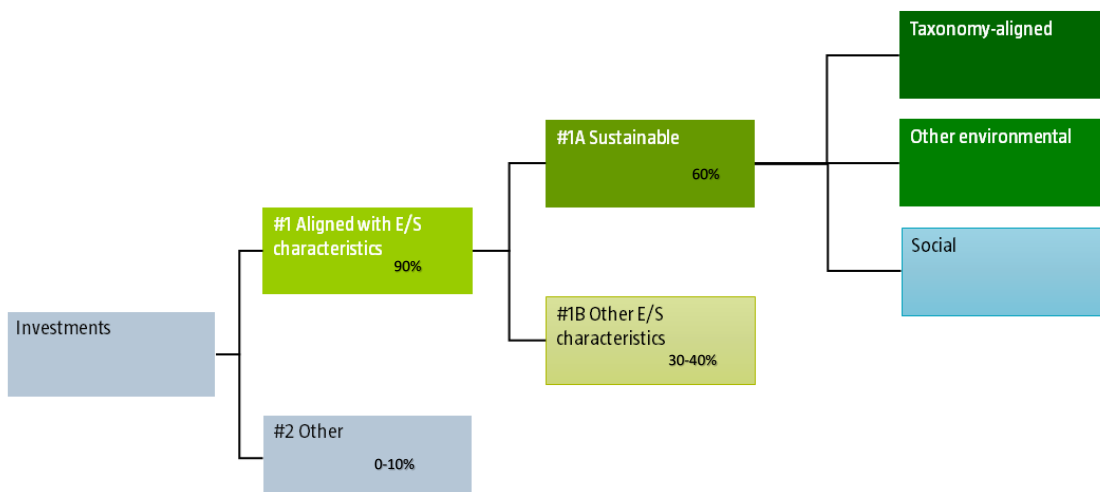 Taxonomy-aligned
#1A Sustainable
60%
Other environmental
#1 Aligned with E/S
characteristics
90%
Social
Investments
#1B Other E/S
characteristics
30-40%
#2 Other
0-10%